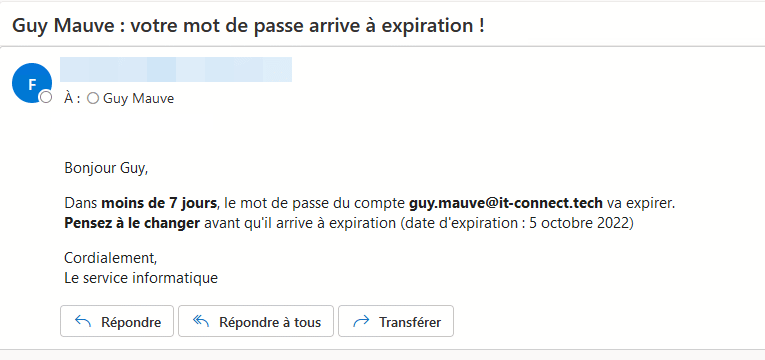 Guy Mauve : votre mot de passe arrive à expiration !
F
À : Guy Mauve
Bonjour Guy,
Dans moins de 7 jours, le mot de passe du compte guy.mauve@it-connect.tech va expirer.
Pensez à le changer avant qu'il arrive à expiration (date d'expiration : 5 octobre 2022)
Cordialement,
Le service informatique
Répondre Répondre à tous Transférer